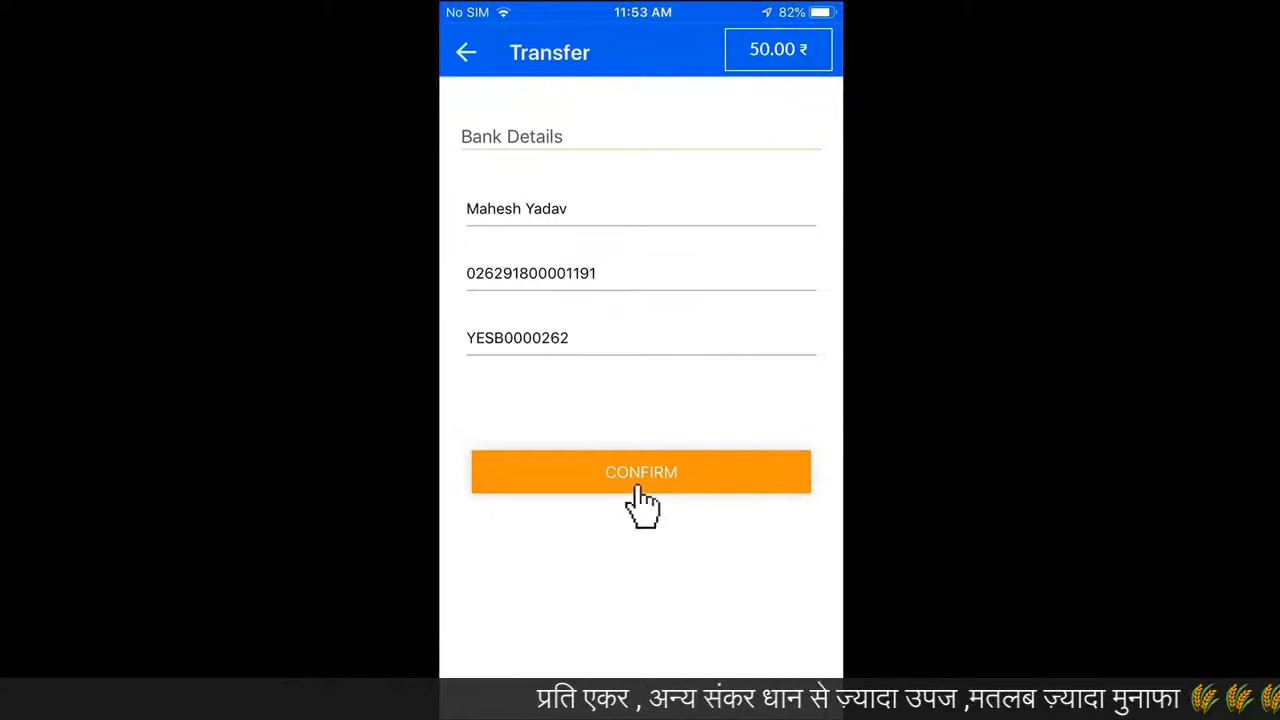 No SIM 11:53 AM 82%
Transfer 50.00 ₹
Bank Details
Mahesh Yadav
026291800001191
YESB0000262
CONFIRM
प्रति एकर , अन्य संकर धान से ज़्यादा उपज ,मतलब ज़्यादा मुनाफा 🌾 🌾 🌾